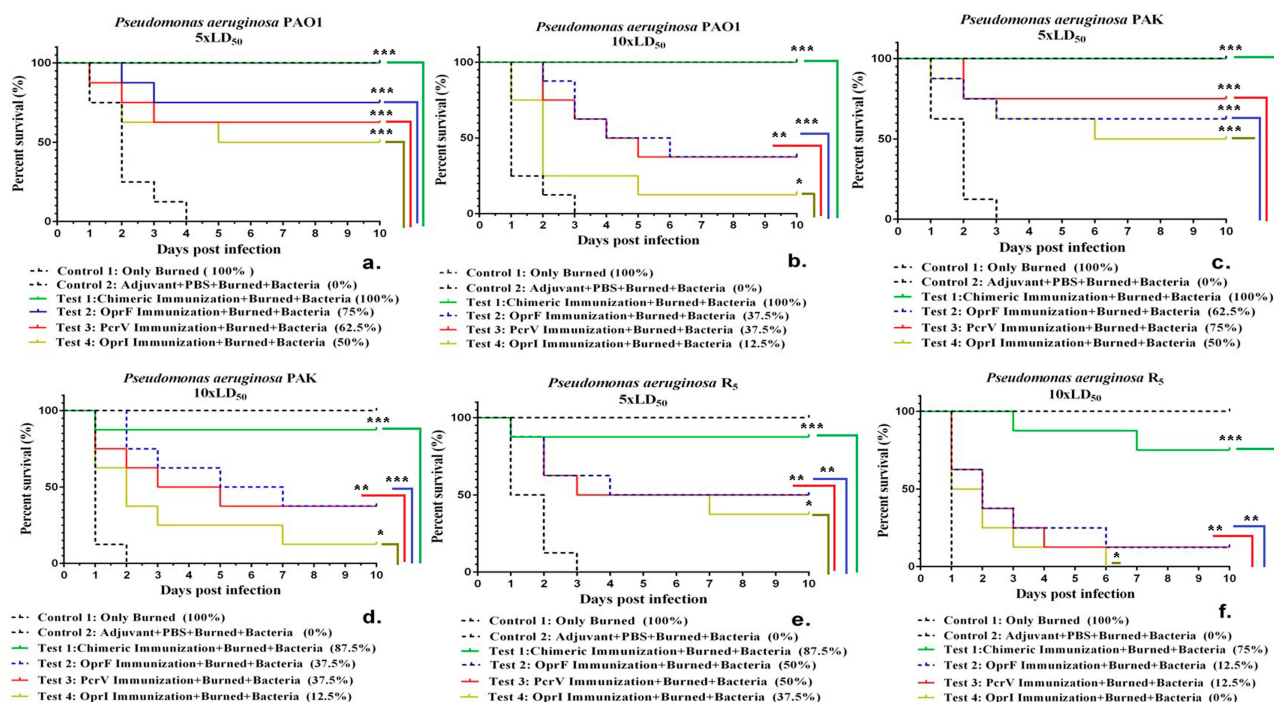 Pseudomonas aeruginosa PAO1
5xLD50
Percent survival (%)
100
50
0
0 1 2 3 4 5 6 7 8 9 10
Days post infection
***
***
***
***
a.
Control 1: Only Burned ( 100% )
Control 2: Adjuvant+PBS+Burned+Bacteria (0%)
Test 1:Chimeric Immunization+Burned+Bacteria (100%)
Test 2: OprF Immunization+Burned+Bacteria (75%)
Test 3: PcrV Immunization+Burned+Bacteria (62.5%)
Test 4: OprI Immunization+Burned+Bacteria (50%)
Pseudomonas aeruginosa PAO1
10xLD50
Percent survival (%)
100
50
0
0 1 2 3 4 5 6 7 8 9 10
Days post infection
***
***
**
*
b.
Control 1: Only Burned (100%)
Control 2: Adjuvant+PBS+Burned+Bacteria (0%)
Test 1:Chimeric Immunization+Burned+Bacteria (100%)
Test 2: OprF Immunization+Burned+Bacteria (37.5%)
Test 3: PcrV Immunization+Burned+Bacteria (37.5%)
Test 4: OprI Immunization+Burned+Bacteria (12.5%)
Pseudomonas aeruginosa PAK
5xLD50
Percent survival (%)
100
50
0
0 1 2 3 4 5 6 7 8 9 10
Days post infection
***
***
***
***
c.
Control 1: Only Burned (100%)
Control 2: Adjuvant+PBS+Burned+Bacteria (0%)
Test 1:Chimeric Immunization+Burned+Bacteria (100%)
Test 2: OprF Immunization+Burned+Bacteria (62.5%)
Test 3: PcrV Immunization+Burned+Bacteria (75%)
Test 4: OprI Immunization+Burned+Bacteria (50%)
Pseudomonas aeruginosa PAK
10xLD50
Percent survival (%)
100
50
0
0 1 2 3 4 5 6 7 8 9 10
Days post infection
***
***
**
*
d.
Control 1: Only Burned (100%)
Control 2: Adjuvant+PBS+Burned+Bacteria (0%)
Test 1:Chimeric Immunization+Burned+Bacteria (87.5%)
Test 2: OprF Immunization+Burned+Bacteria (37.5%)
Test 3: PcrV Immunization+Burned+Bacteria (37.5%)
Test 4: OprI Immunization+Burned+Bacteria (12.5%)
Pseudomonas aeruginosa R5
5xLD50
Percent survival (%)
100
50
0
0 1 2 3 4 5 6 7 8 9 10
Days post infection
***
**
**
*
e.
Control 1: Only Burned (100%)
Control 2: Adjuvant+PBS+Burned+Bacteria (0%)
Test 1:Chimeric Immunization+Burned+Bacteria (87.5%)
Test 2: OprF Immunization+Burned+Bacteria (50%)
Test 3: PcrV Immunization+Burned+Bacteria (50%)
Test 4: OprI Immunization+Burned+Bacteria (37.5%)
Pseudomonas aeruginosa R5
10xLD50
Percent survival (%)
100
50
0
0 1 2 3 4 5 6 7 8 9 10
Days post infection
***
**
**
*
f.
Control 1: Only Burned (100%)
Control 2: Adjuvant+PBS+Burned+Bacteria (0%)
Test 1:Chimeric Immunization+Burned+Bacteria (75%)
Test 2: OprF Immunization+Burned+Bacteria (12.5%)
Test 3: PcrV Immunization+Burned+Bacteria (12.5%)
Test 4: OprI Immunization+Burned+Bacteria (0%)